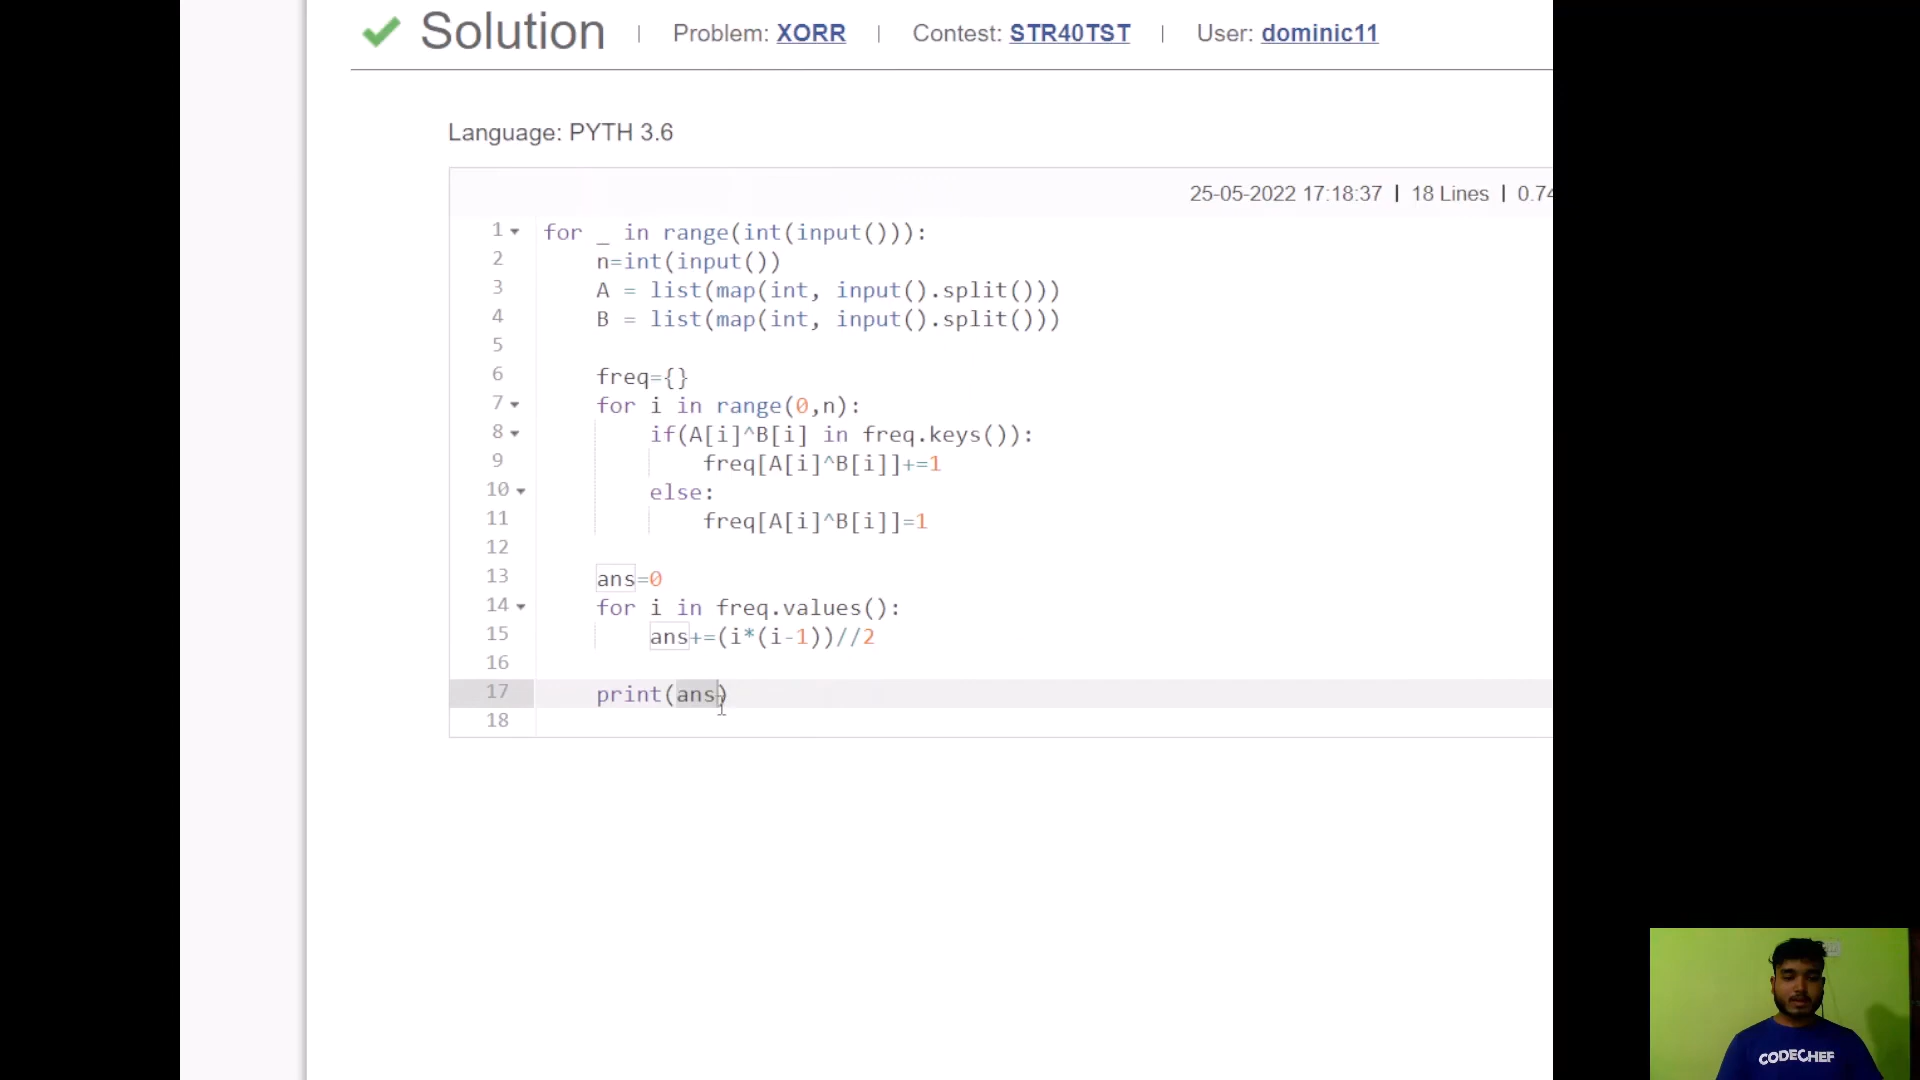 Solution | Problem: XORR | Contest: STR40TST | User: dominic11
Language: PYTH 3.6
25-05-2022 17:18:37 | 18 Lines | 0.74
1 for _ in range(int(input())):
2     n=int(input())
3     A = list(map(int, input().split()))
4     B = list(map(int, input().split()))
5
6     freq={}
7     for i in range(0,n):
8         if(A[i]^B[i] in freq.keys()):
9             freq[A[i]^B[i]]+=1
10         else:
11             freq[A[i]^B[i]]=1
12
13     ans=0
14     for i in freq.values():
15         ans+=(i*(i-1))//2
16
17     print(ans)
18
CODECHEF